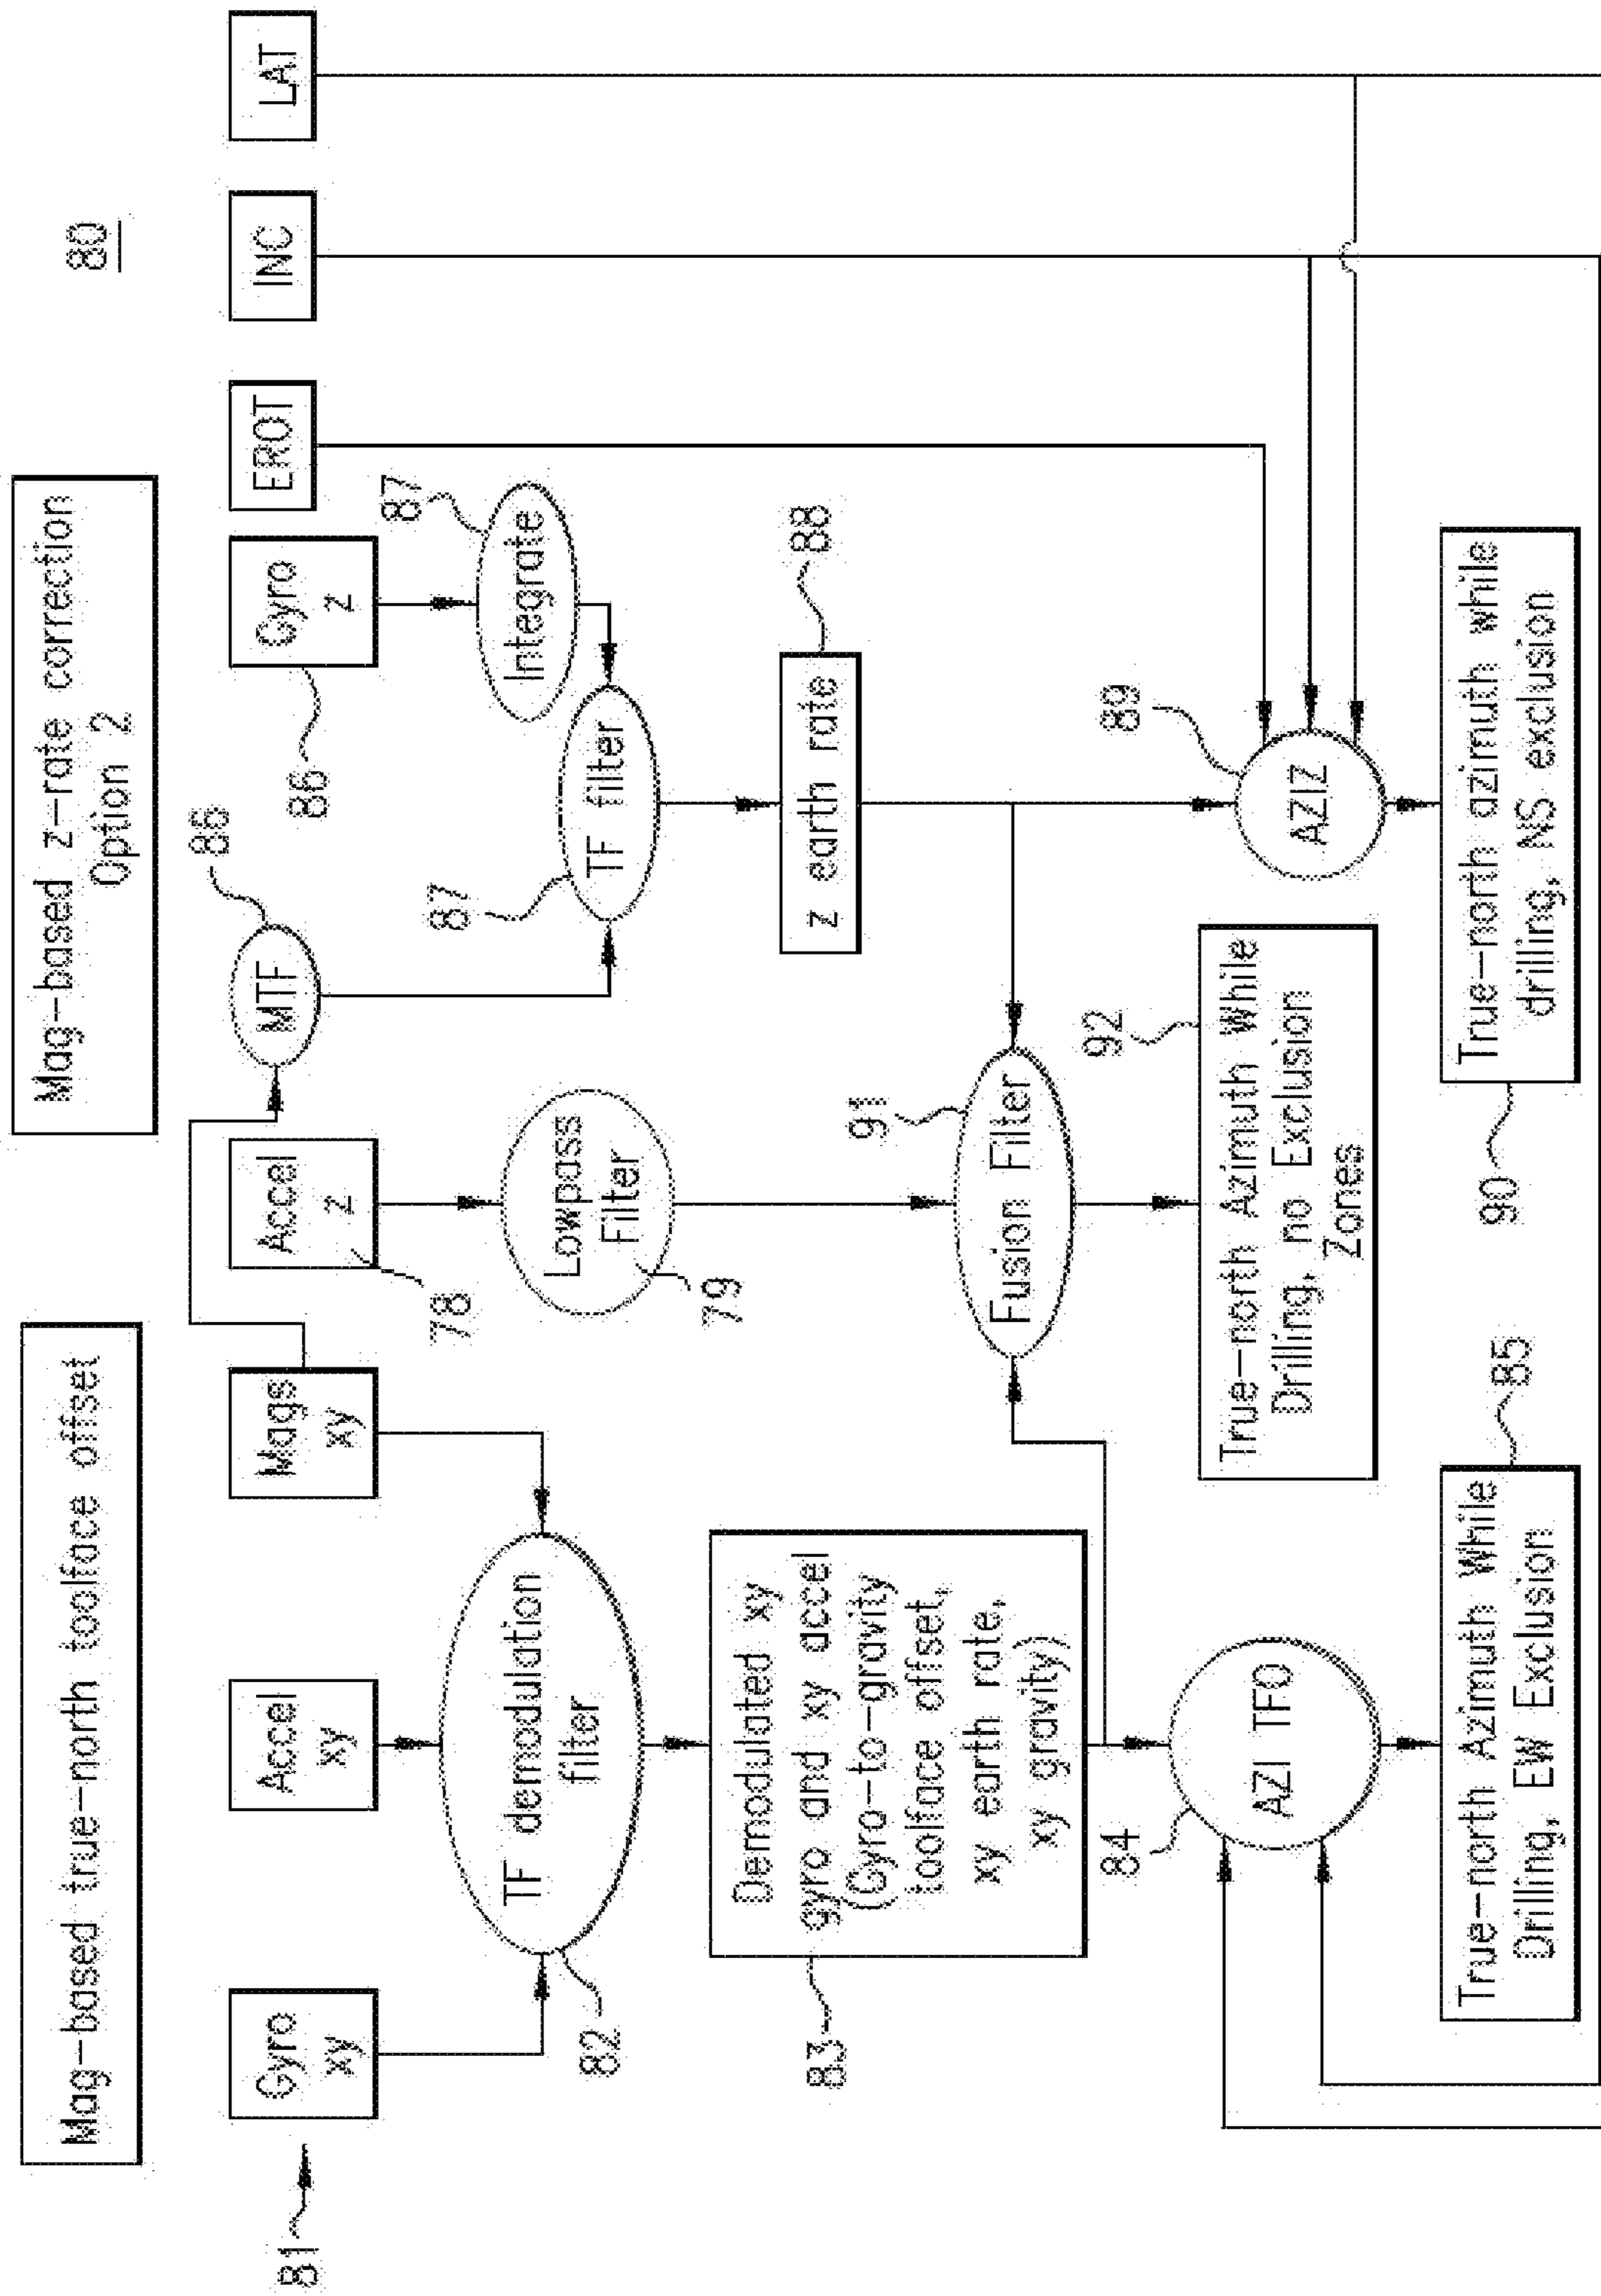 80
Mag-based true-north toolface offset
Mag-based z-rate correction
Option 2
81
Gyro
xy
Accel
xy
Mags
xy
Accel
z
78
MTF
86
Gyro
z
86
EROT
INC
LAT
TF demodulation
filter
82
Lowpass
Filter
79
TF filter
87
Integrate
87
Demodulated xy
gyro and xy accel
(Gyro-to-gravity
toolface offset,
xy earth rate,
xy gravity)
83
z earth rate
88
Fusion Filter
91
AZI TFO
84
AZIZ
89
True-north Azimuth While
Drilling, no Exclusion
Zones
92
True-north Azimuth While
Drilling, EW Exclusion
85
True-north azimuth while
drilling, NS exclusion
90